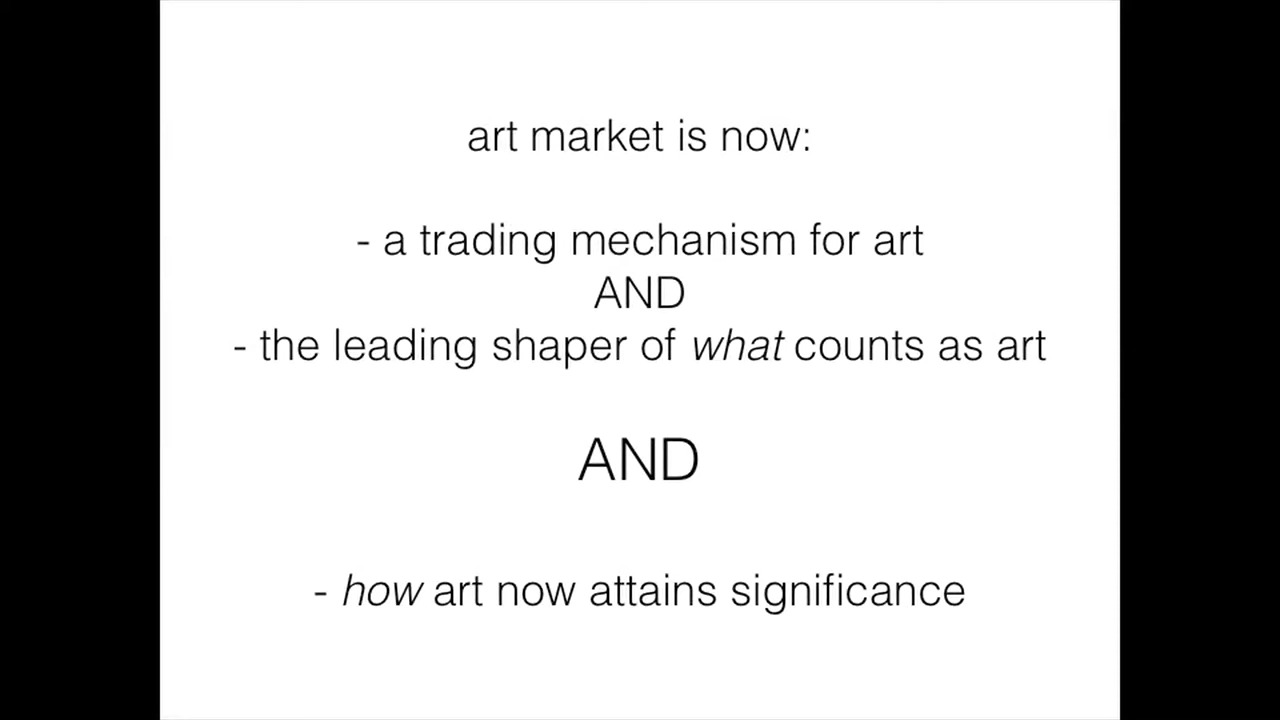 art market is now:
- a trading mechanism for art
AND
- the leading shaper of what counts as art
AND
- how art now attains significance